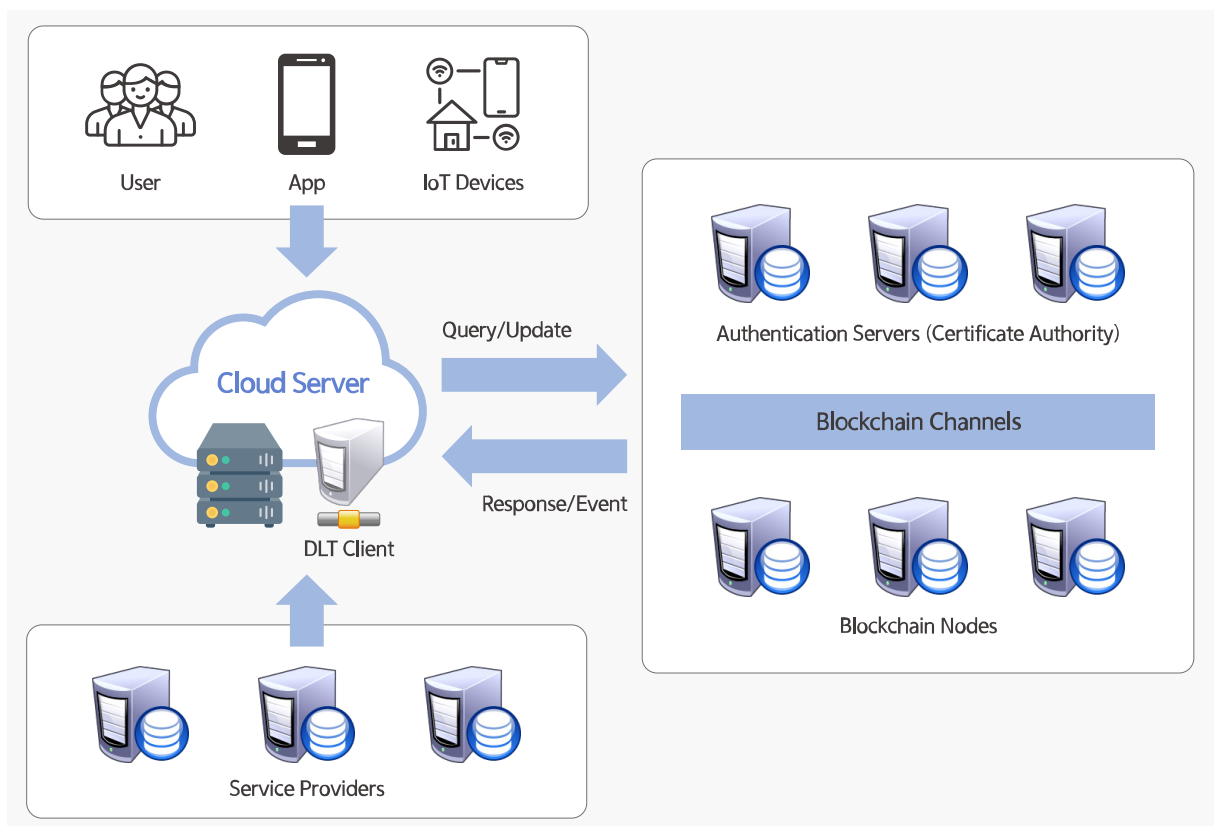 User
App
IoT Devices
Cloud Server
DLT Client
Query/Update
Response/Event
Authentication Servers (Certificate Authority)
Blockchain Channels
Blockchain Nodes
Service Providers